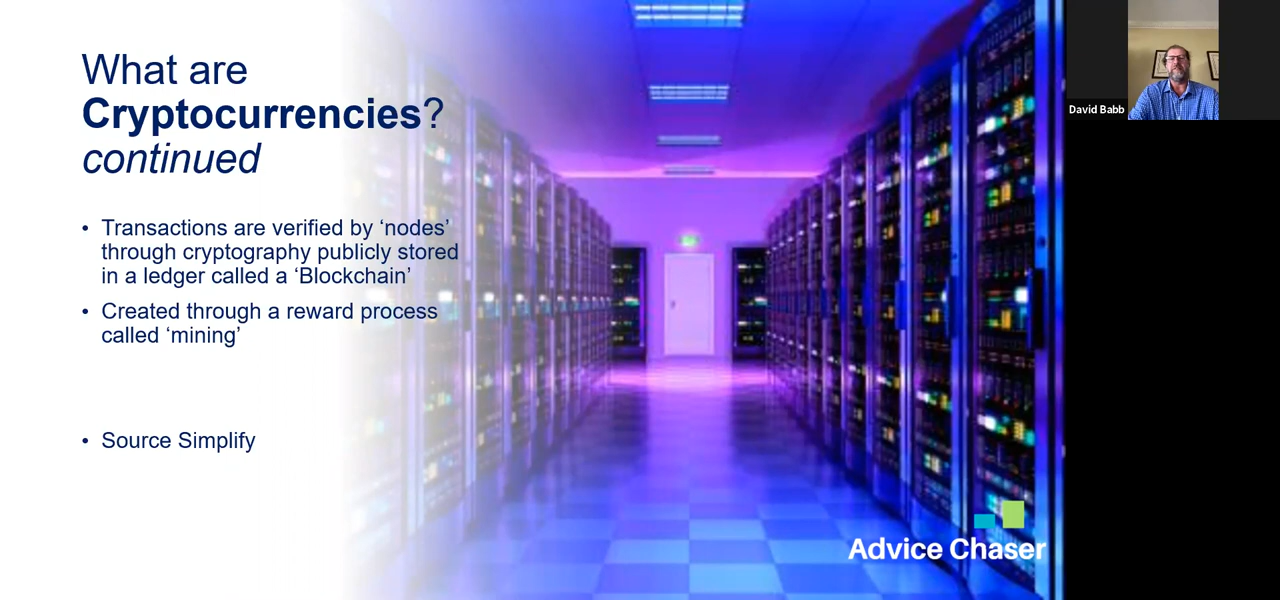 What are
Cryptocurrencies?
continued
• Transactions are verified by ‘nodes’
through cryptography publicly stored
in a ledger called a ‘Blockchain’
• Created through a reward process
called ‘mining’
• Source Simplify
Advice Chaser
David Babb